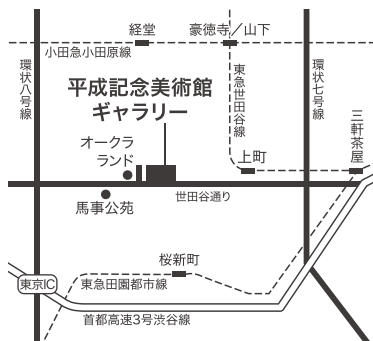 経堂
豪徳寺／山下
小田急小田原線
環状八号線
平成記念美術館
ギャラリー
東急世田谷線
環状七号線
三軒茶屋
オークラ
ランド
上町
世田谷通り
馬事公苑
桜新町
東京IC
東急田園都市線
首都高速3号渋谷線